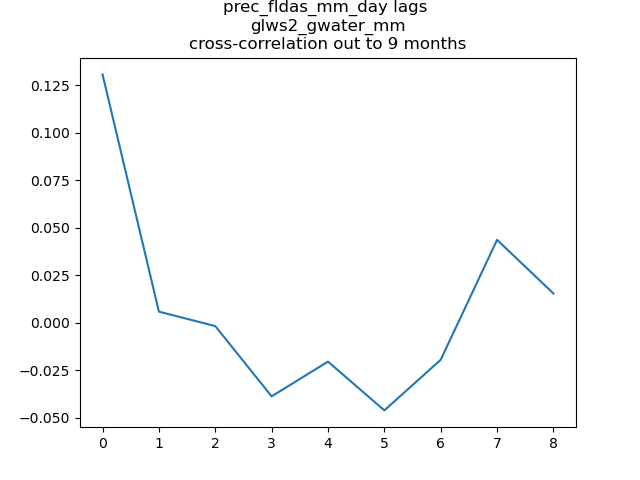 prec_fldas_mm_day lags
glws2_gwater_mm
cross-correlation out to 9 months
0.125
0.100
0.075
0.050
0.025
0.000
−0.025
−0.050
0 1 2 3 4 5 6 7 8